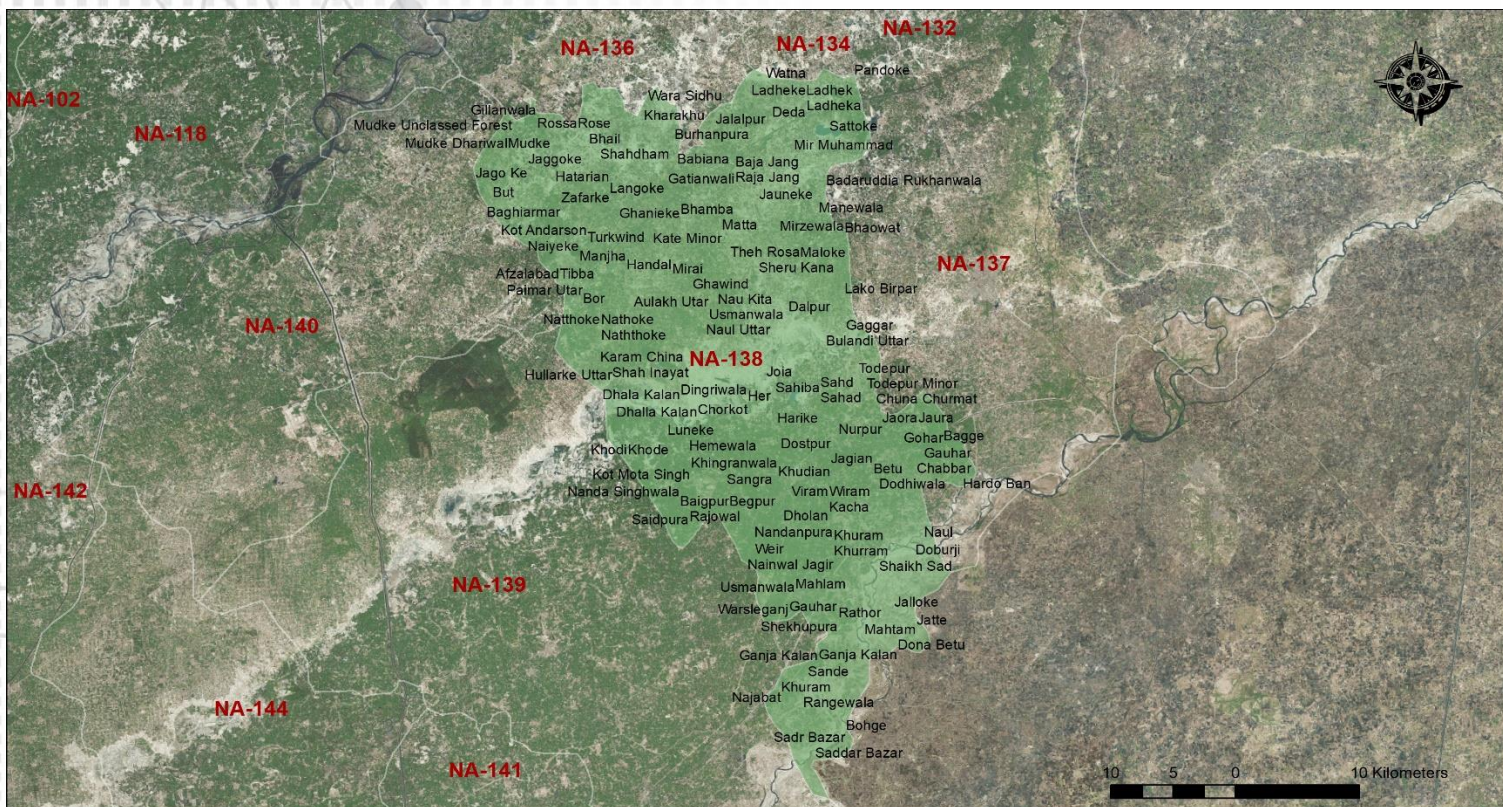 NA-132
NA-136
NA-134
Watna
Pandoke
NA-102
Wara Sidhu
Ladheke
Ladhek
Ladheka
Gillanwala
Kharakhu
Jalalpur
Deda
Mudke Unclassed Forest
Rossa
Rose
Sattoke
NA-118
Burhanpura
Bhail
Mudke Dhariwal
Mudke
Mir Muhammad
Shahdham
Jaggoke
Babiana
Baja Jang
Jago Ke
Hatarian
Gatianwali
Raja Jang
Badaruddia Rukhanwala
But
Langoke
Zafarke
Jauneke
Baghiarmar
Ghanieke
Bhamba
Manewala
Matta
Mirzewala
Bhaowat
Kot Andarson
Turkwind
Kate Minor
Naiyeke
Manjha
Theh Rosa
Maloke
NA-137
Handal
Mirai
Sheru Kana
Afzalabad
Tibba
Ghawind
Paimar Utar
Bor
Lako Birpar
Aulakh Utar
Nau Kita
Dalpur
Usmanwala
Natthoke
Nathoke
NA-140
Naul Uttar
Gaggar
Naththoke
Bulandi Uttar
Karam China
NA-138
Shah Inayat
Joia
Todepur
Hullarke Uttar
Sahd
Todepur Minor
Dhala Kalan
Dingriwala
Her
Sahiba
Sahad
Chuna Churmat
Dhalla Kalan
Chorkot
Harike
Jaora
Jaura
Luneke
Nurpur
Gohar
Bagge
Khodi
Khode
Hemewala
Dostpur
Gauhar
Khingranwala
Jagian
Chabbar
Kot Mota Singh
Sangra
Khudian
Betu
Dodhiwala
Hardo Ban
NA-142
Nanda Singhwala
Viram
Wiram
Baigpur
Begpur
Kacha
Saidpura
Rajowal
Dholan
Nandanpura
Khuram
Naul
Weir
Khurram
Doburji
Nainwal Jagir
Shaikh Sad
NA-139
Usmanwala
Mahlam
Warsleganj
Gauhar
Rathor
Jalloke
Shekhupura
Mahtam
Jatte
Dona Betu
Ganja Kalan
Ganja Kalan
Sande
Khuram
Najabat
Rangewala
NA-144
Bohge
Sadr Bazar
Saddar Bazar
NA-141
10 5 0 10 Kilometers